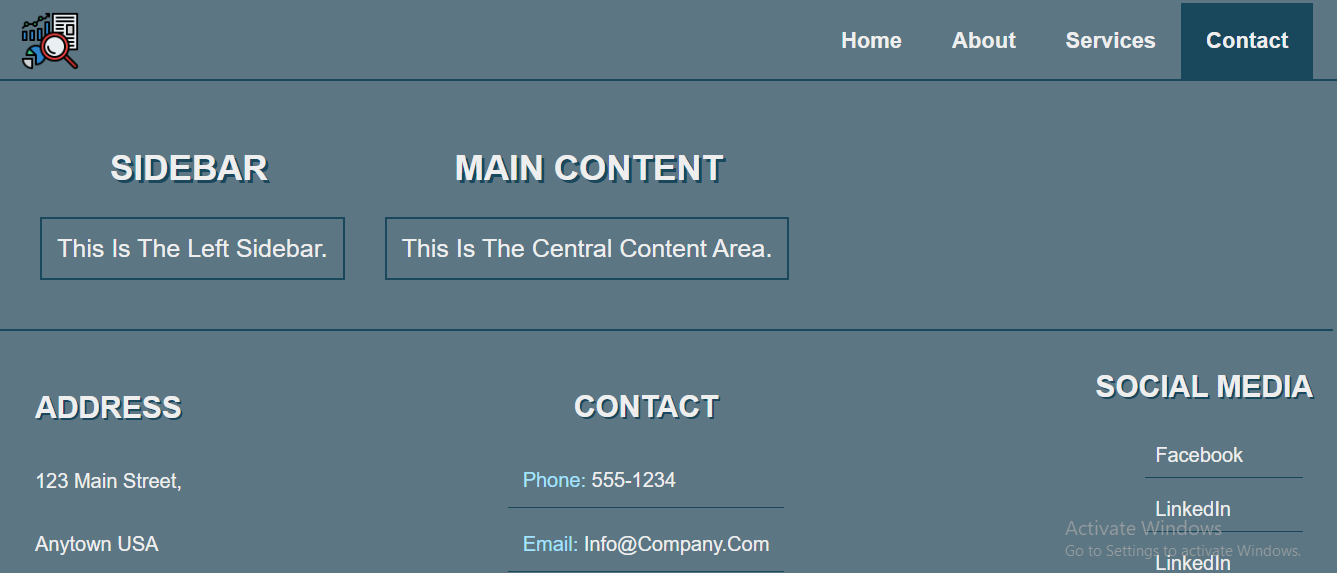 Home About Services Contact
SIDEBAR
This Is The Left Sidebar.
MAIN CONTENT
This Is The Central Content Area.
ADDRESS
123 Main Street,
Anytown USA
CONTACT
Phone: 555-1234
Email: Info@Company.Com
SOCIAL MEDIA
Facebook
LinkedIn
LinkedIn
Activate Windows
Go to Settings to activate Windows.